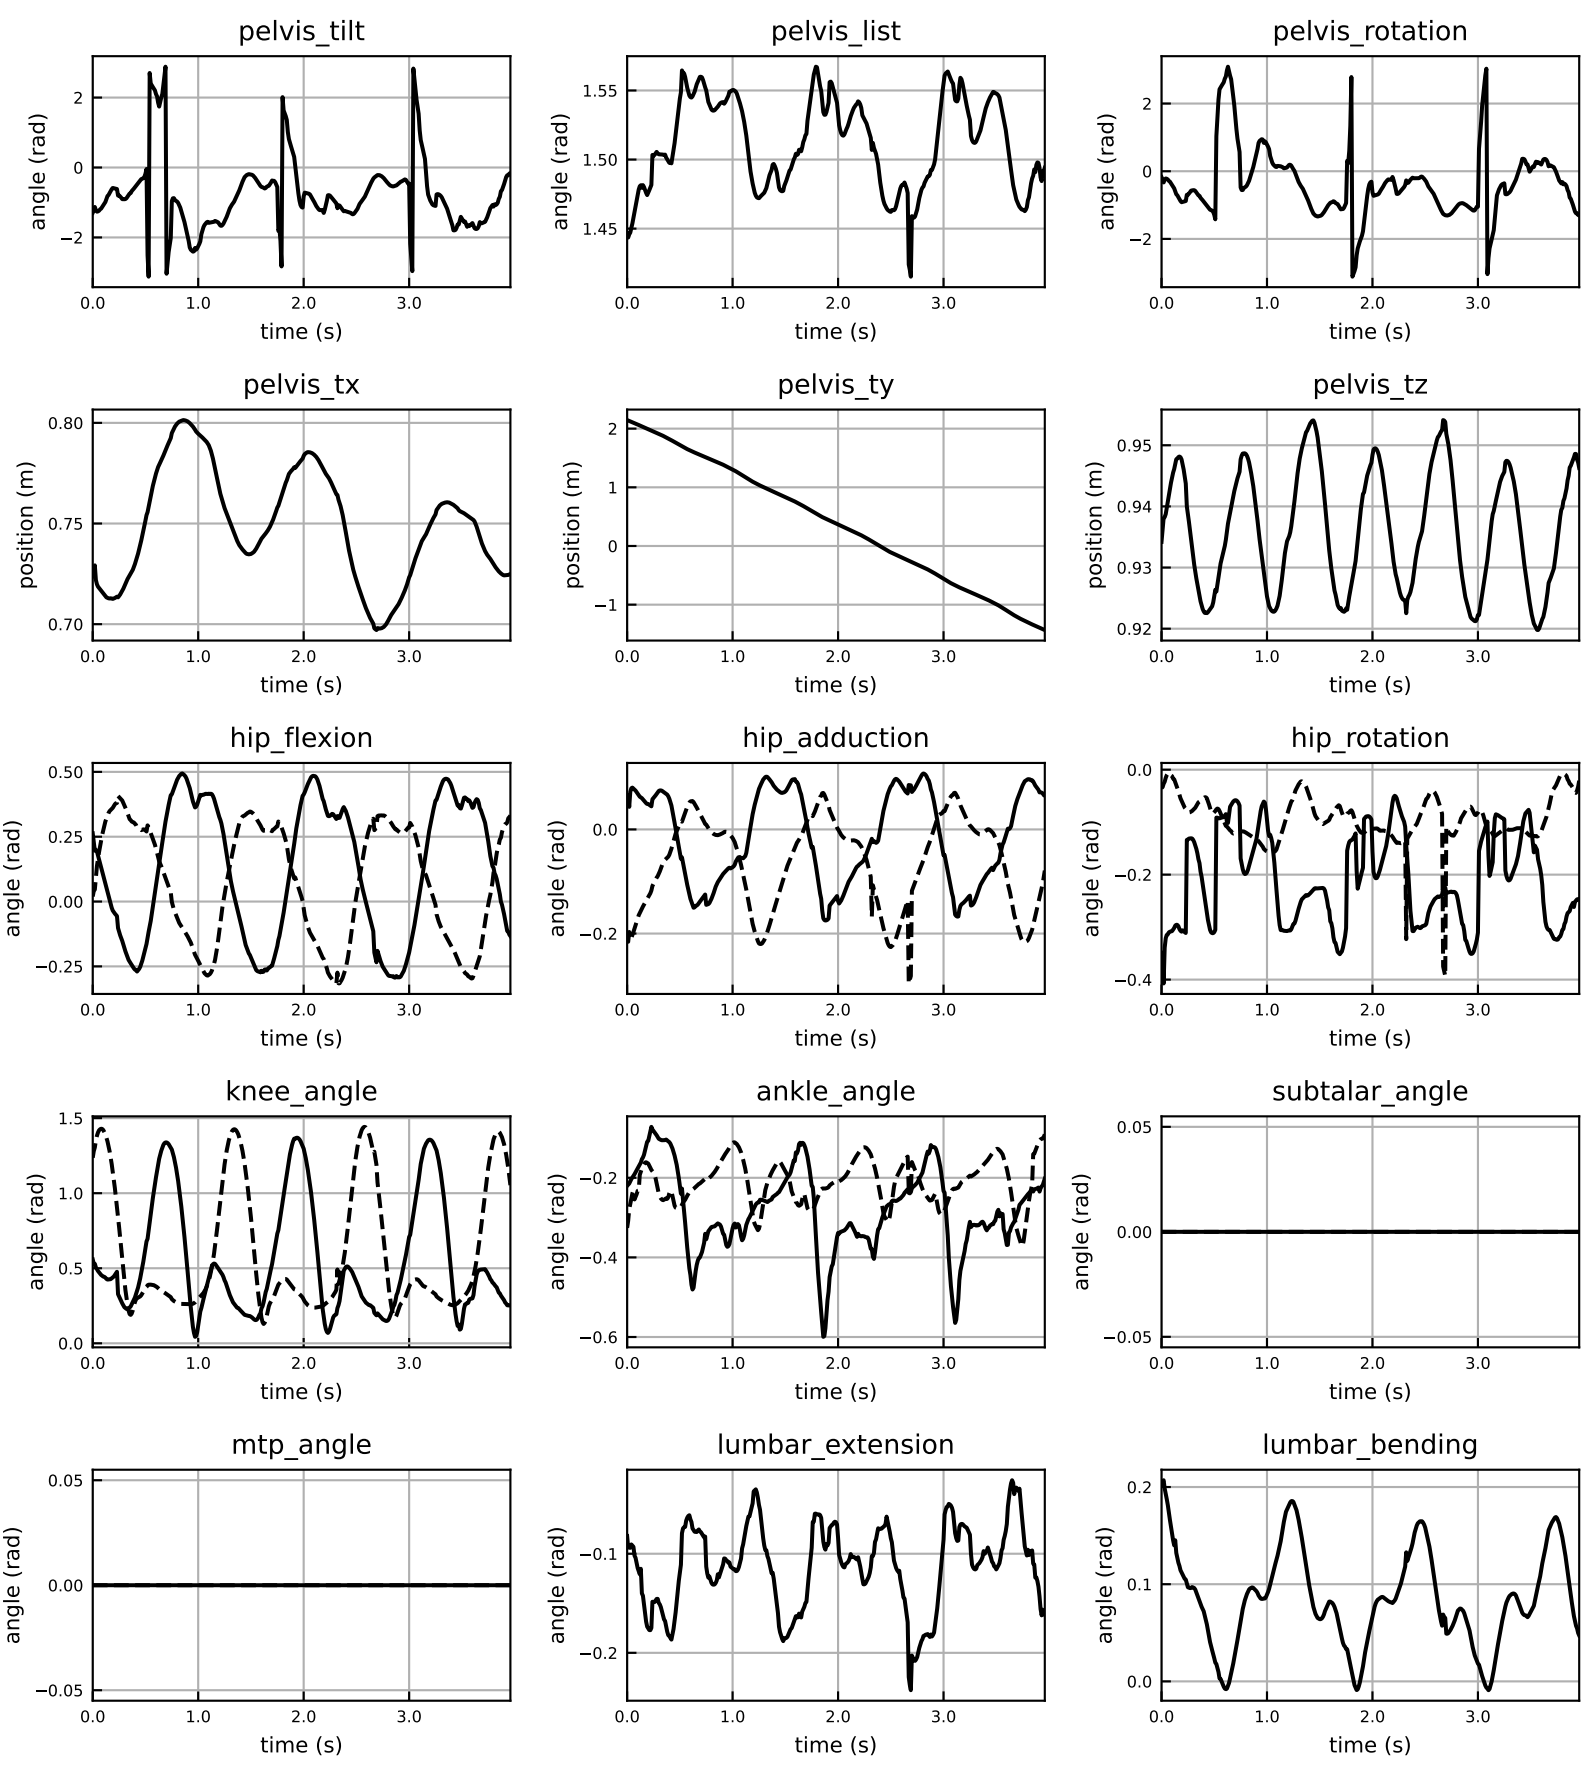 pelvis_tilt
angle (rad)
2
0
−2
0.0 1.0 2.0 3.0
time (s)
pelvis_list
angle (rad)
1.55
1.50
1.45
0.0 1.0 2.0 3.0
time (s)
pelvis_rotation
angle (rad)
2
0
−2
0.0 1.0 2.0 3.0
time (s)
pelvis_tx
position (m)
0.80
0.75
0.70
0.0 1.0 2.0 3.0
time (s)
pelvis_ty
position (m)
2
1
0
−1
0.0 1.0 2.0 3.0
time (s)
pelvis_tz
position (m)
0.95
0.94
0.93
0.92
0.0 1.0 2.0 3.0
time (s)
hip_flexion
angle (rad)
0.50
0.25
0.00
−0.25
0.0 1.0 2.0 3.0
time (s)
hip_adduction
angle (rad)
0.0
−0.2
0.0 1.0 2.0 3.0
time (s)
hip_rotation
angle (rad)
0.0
−0.2
−0.4
0.0 1.0 2.0 3.0
time (s)
knee_angle
angle (rad)
1.5
1.0
0.5
0.0
0.0 1.0 2.0 3.0
time (s)
ankle_angle
angle (rad)
−0.2
−0.4
−0.6
0.0 1.0 2.0 3.0
time (s)
subtalar_angle
angle (rad)
0.05
0.00
−0.05
0.0 1.0 2.0 3.0
time (s)
mtp_angle
angle (rad)
0.05
0.00
−0.05
0.0 1.0 2.0 3.0
time (s)
lumbar_extension
angle (rad)
−0.1
−0.2
0.0 1.0 2.0 3.0
time (s)
lumbar_bending
angle (rad)
0.2
0.1
0.0
0.0 1.0 2.0 3.0
time (s)